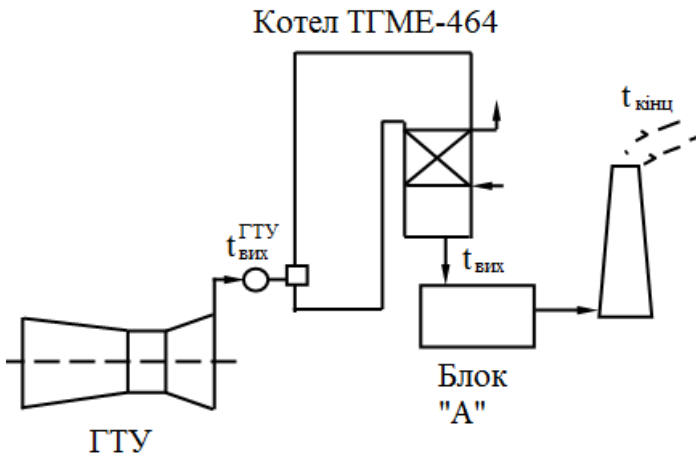 Котел ТГМЕ-464
t кінц
t ГТУ вих
t вих
Блок
"А"
ГТУ